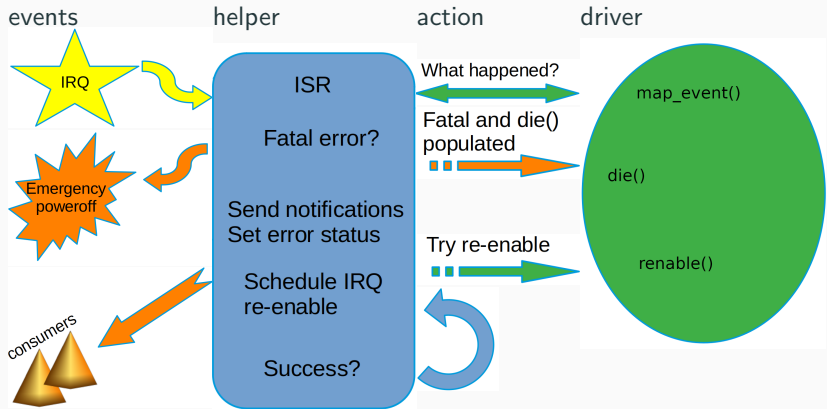 events
helper
action
driver
IRQ
ISR
What happened?
map_event()
Fatal error?
Fatal and die()
populated
Emergency
poweroff
die()
Send notifications
Set error status
Try re-enable
renable()
Schedule IRQ
re-enable
consumers
Success?